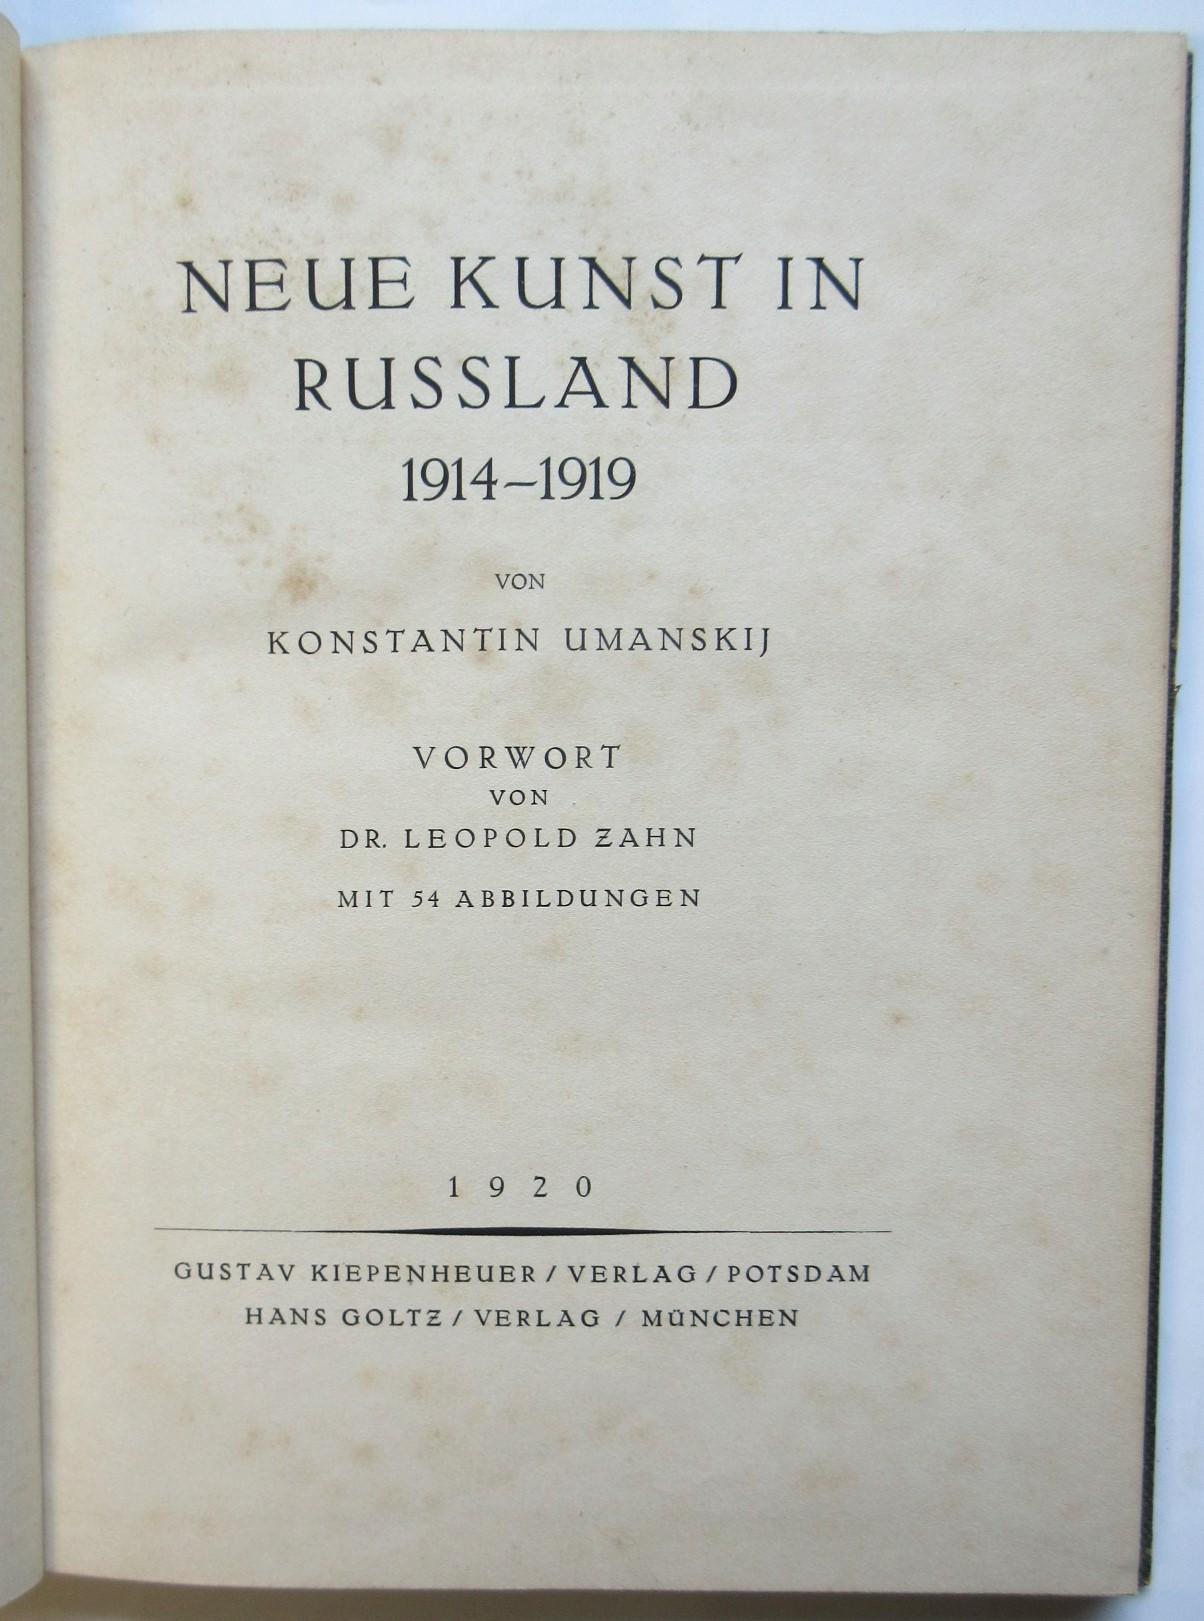 NEUE KUNST IN
RUSSLAND
1914–1919
VON
KONSTANTIN UMANSKIJ
VORWORT
VON
DR. LEOPOLD ZAHN
MIT 54 ABBILDUNGEN
1920
GUSTAV KIEPENHEUER / VERLAG / POTSDAM
HANS GOLTZ / VERLAG / MÜNCHEN